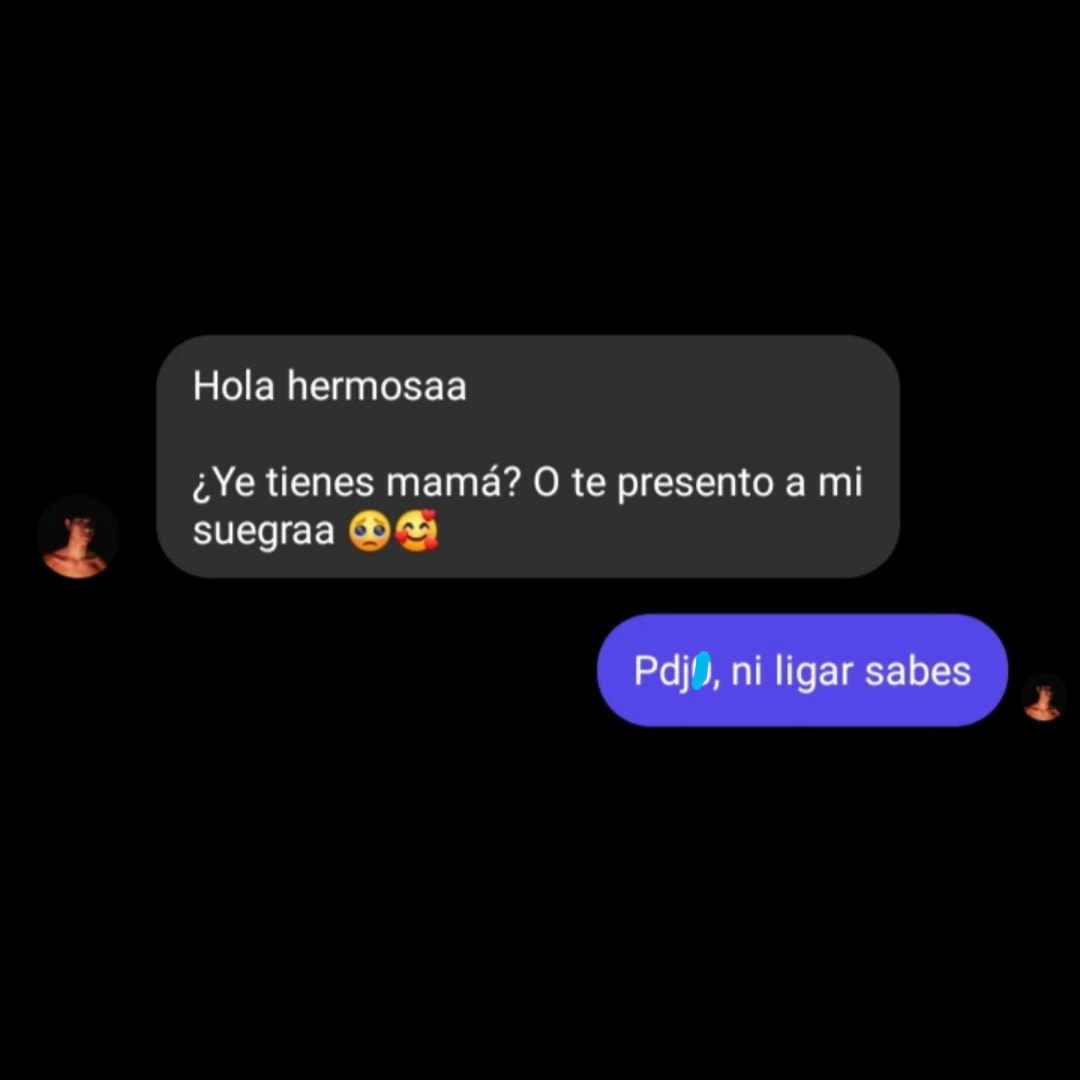 Hola hermosaa
¿Ye tienes mamá? O te presento a mi
suegraa 🥺🥰
ni ligar sabes